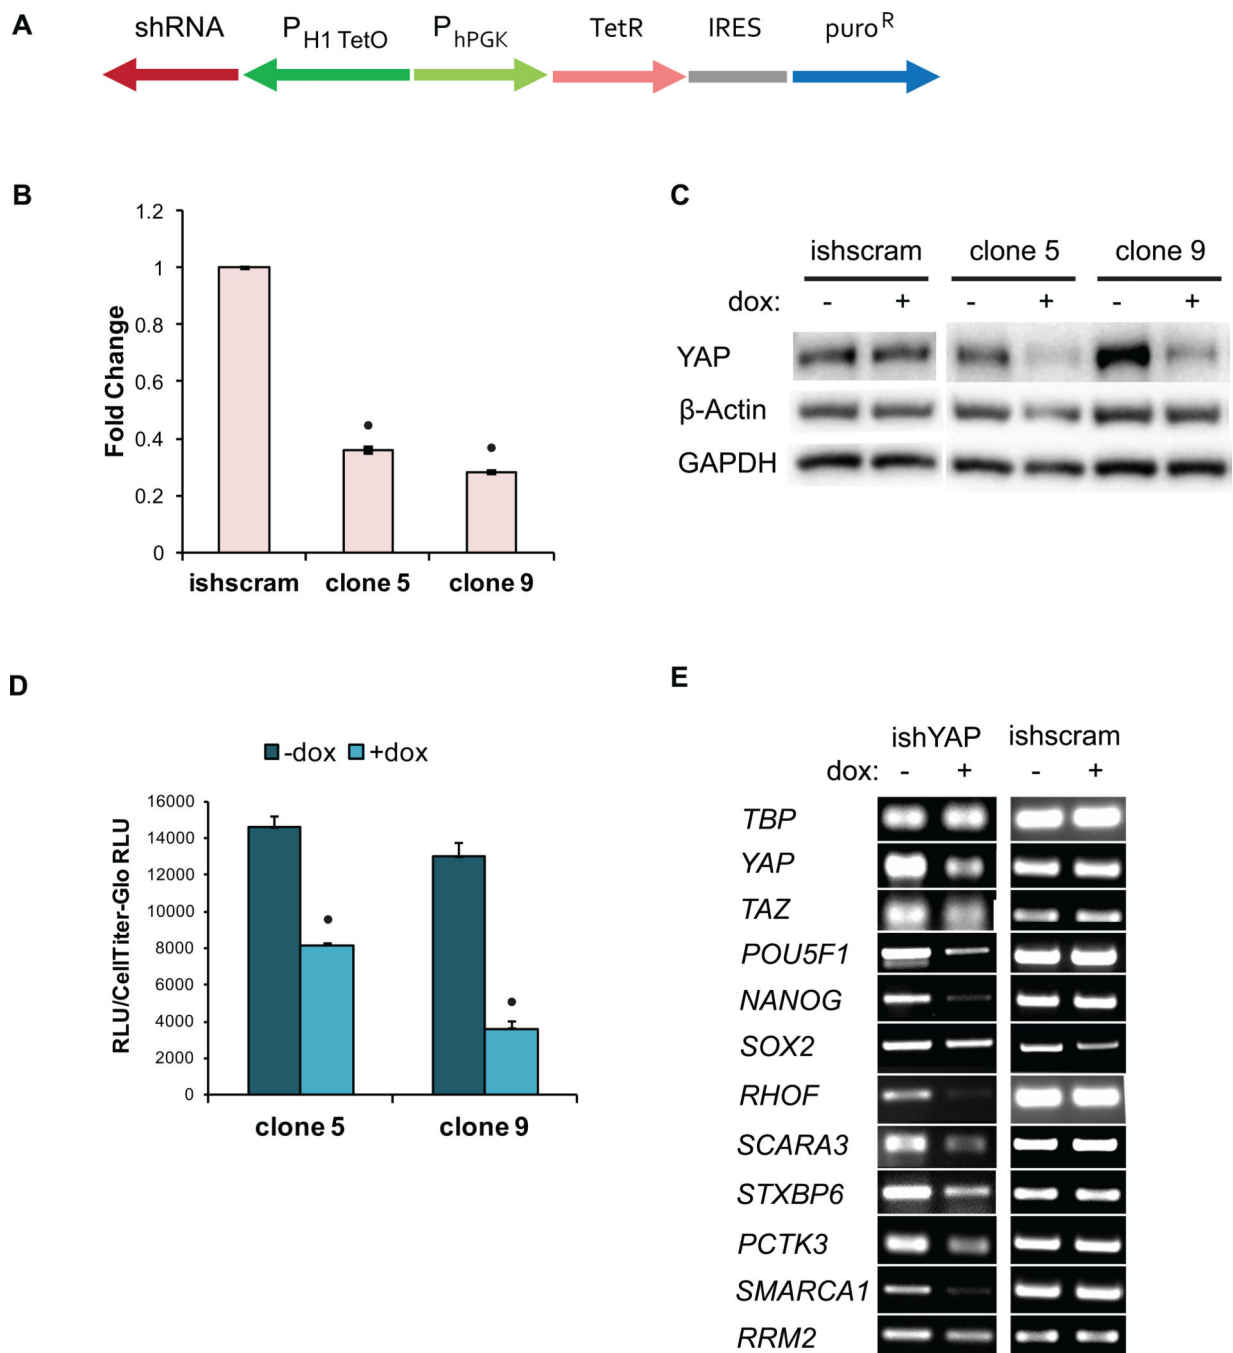 A
shRNA P H1 TetO P hPGK TetR IRES puro R
B
Fold Change
1.2
1
0.8
0.6
0.4
0.2
0
ishscram clone 5 clone 9
C
ishscram clone 5 clone 9
dox: - + - + - +
YAP
β-Actin
GAPDH
D
-dox +dox
RLU/CellTiter-Glo RLU
16000
14000
12000
10000
8000
6000
4000
2000
0
clone 5 clone 9
E
ishYAP ishscram
dox: - + - +
TBP
YAP
TAZ
POU5F1
NANOG
SOX2
RHOF
SCARA3
STXBP6
PCTK3
SMARCA1
RRM2